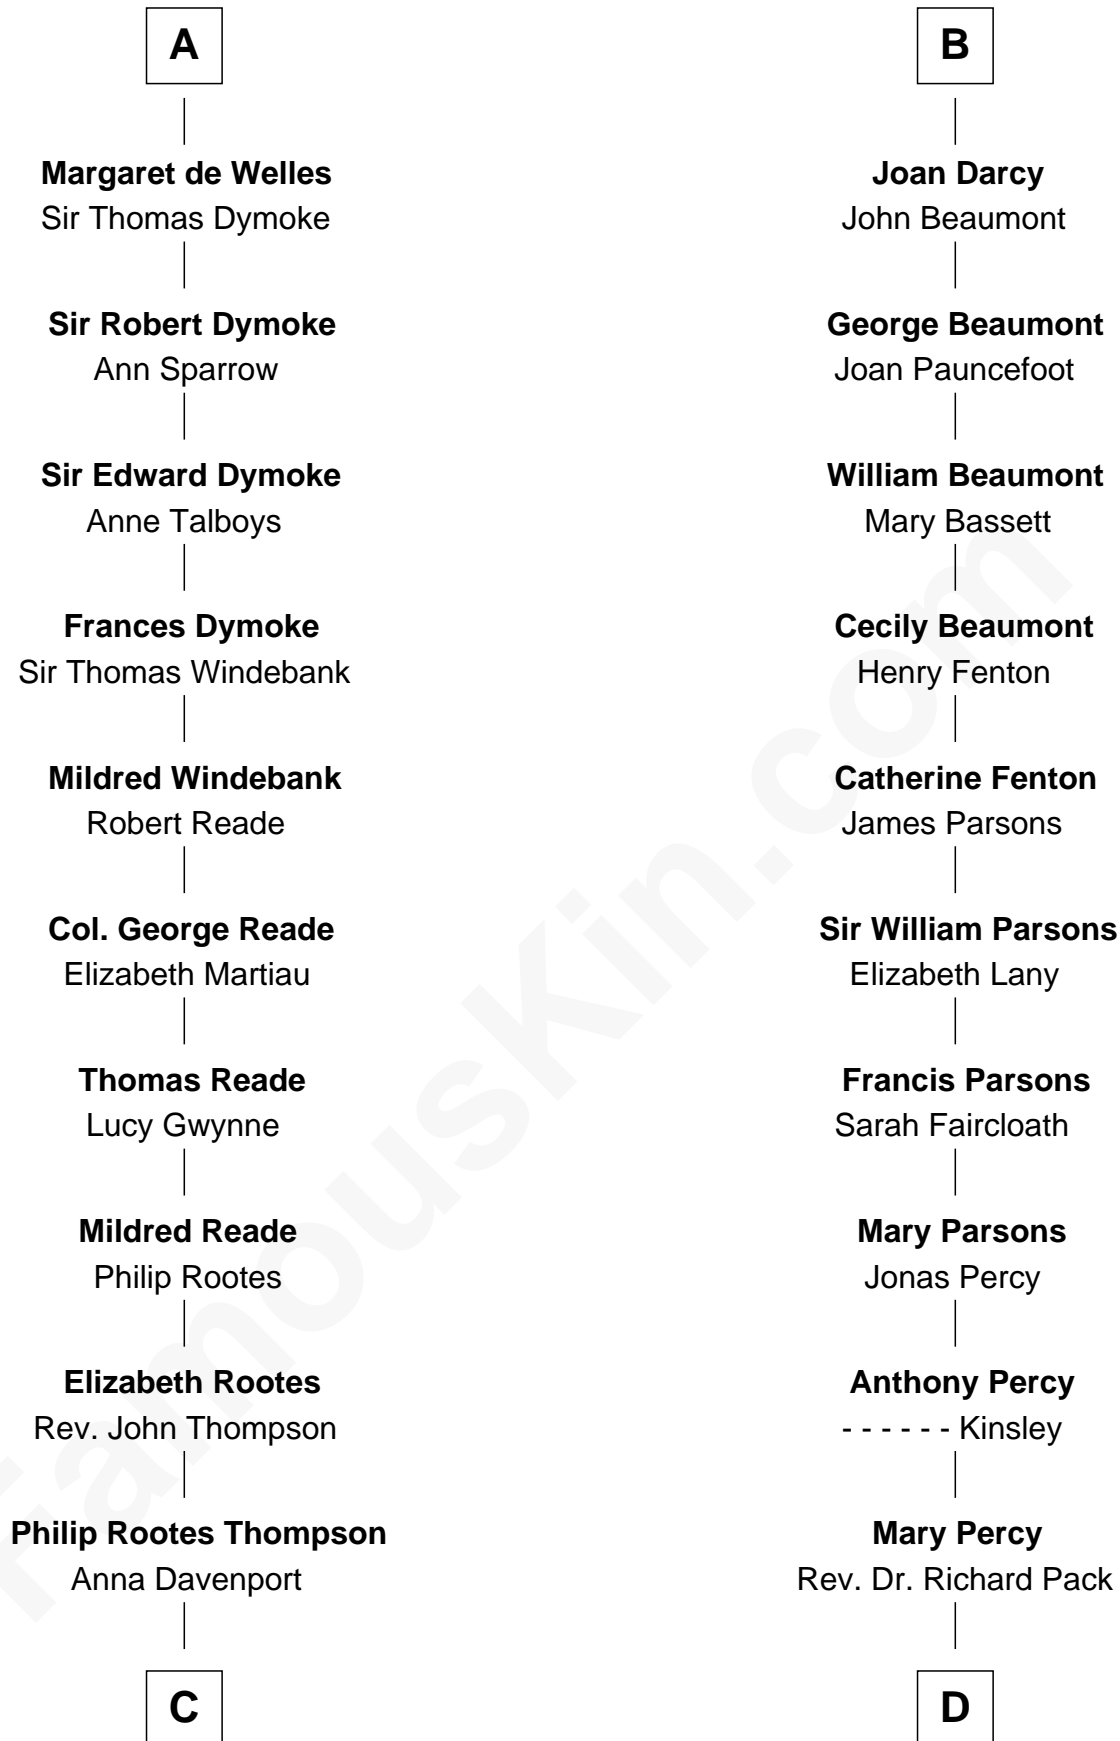 A
Margaret de Welles
Sir Thomas Dymoke
Sir Robert Dymoke
Ann Sparrow
Sir Edward Dymoke
Anne Talboys
Frances Dymoke
Sir Thomas Windebank
Mildred Windebank
Robert Reade
Col. George Reade
Elizabeth Martiau
Thomas Reade
Lucy Gwynne
Mildred Reade
Philip Rootes
Elizabeth Rootes
Rev. John Thompson
Philip Rootes Thompson
Anna Davenport
C
B
Joan Darcy
John Beaumont
George Beaumont
Joan Pauncefoot
William Beaumont
Mary Bassett
Cecily Beaumont
Henry Fenton
Catherine Fenton
James Parsons
Sir William Parsons
Elizabeth Lany
Francis Parsons
Sarah Faircloath
Mary Parsons
Jonas Percy
Anthony Percy
- - - - - - Kinsley
Mary Percy
Rev. Dr. Richard Pack
D
FamousKin.com